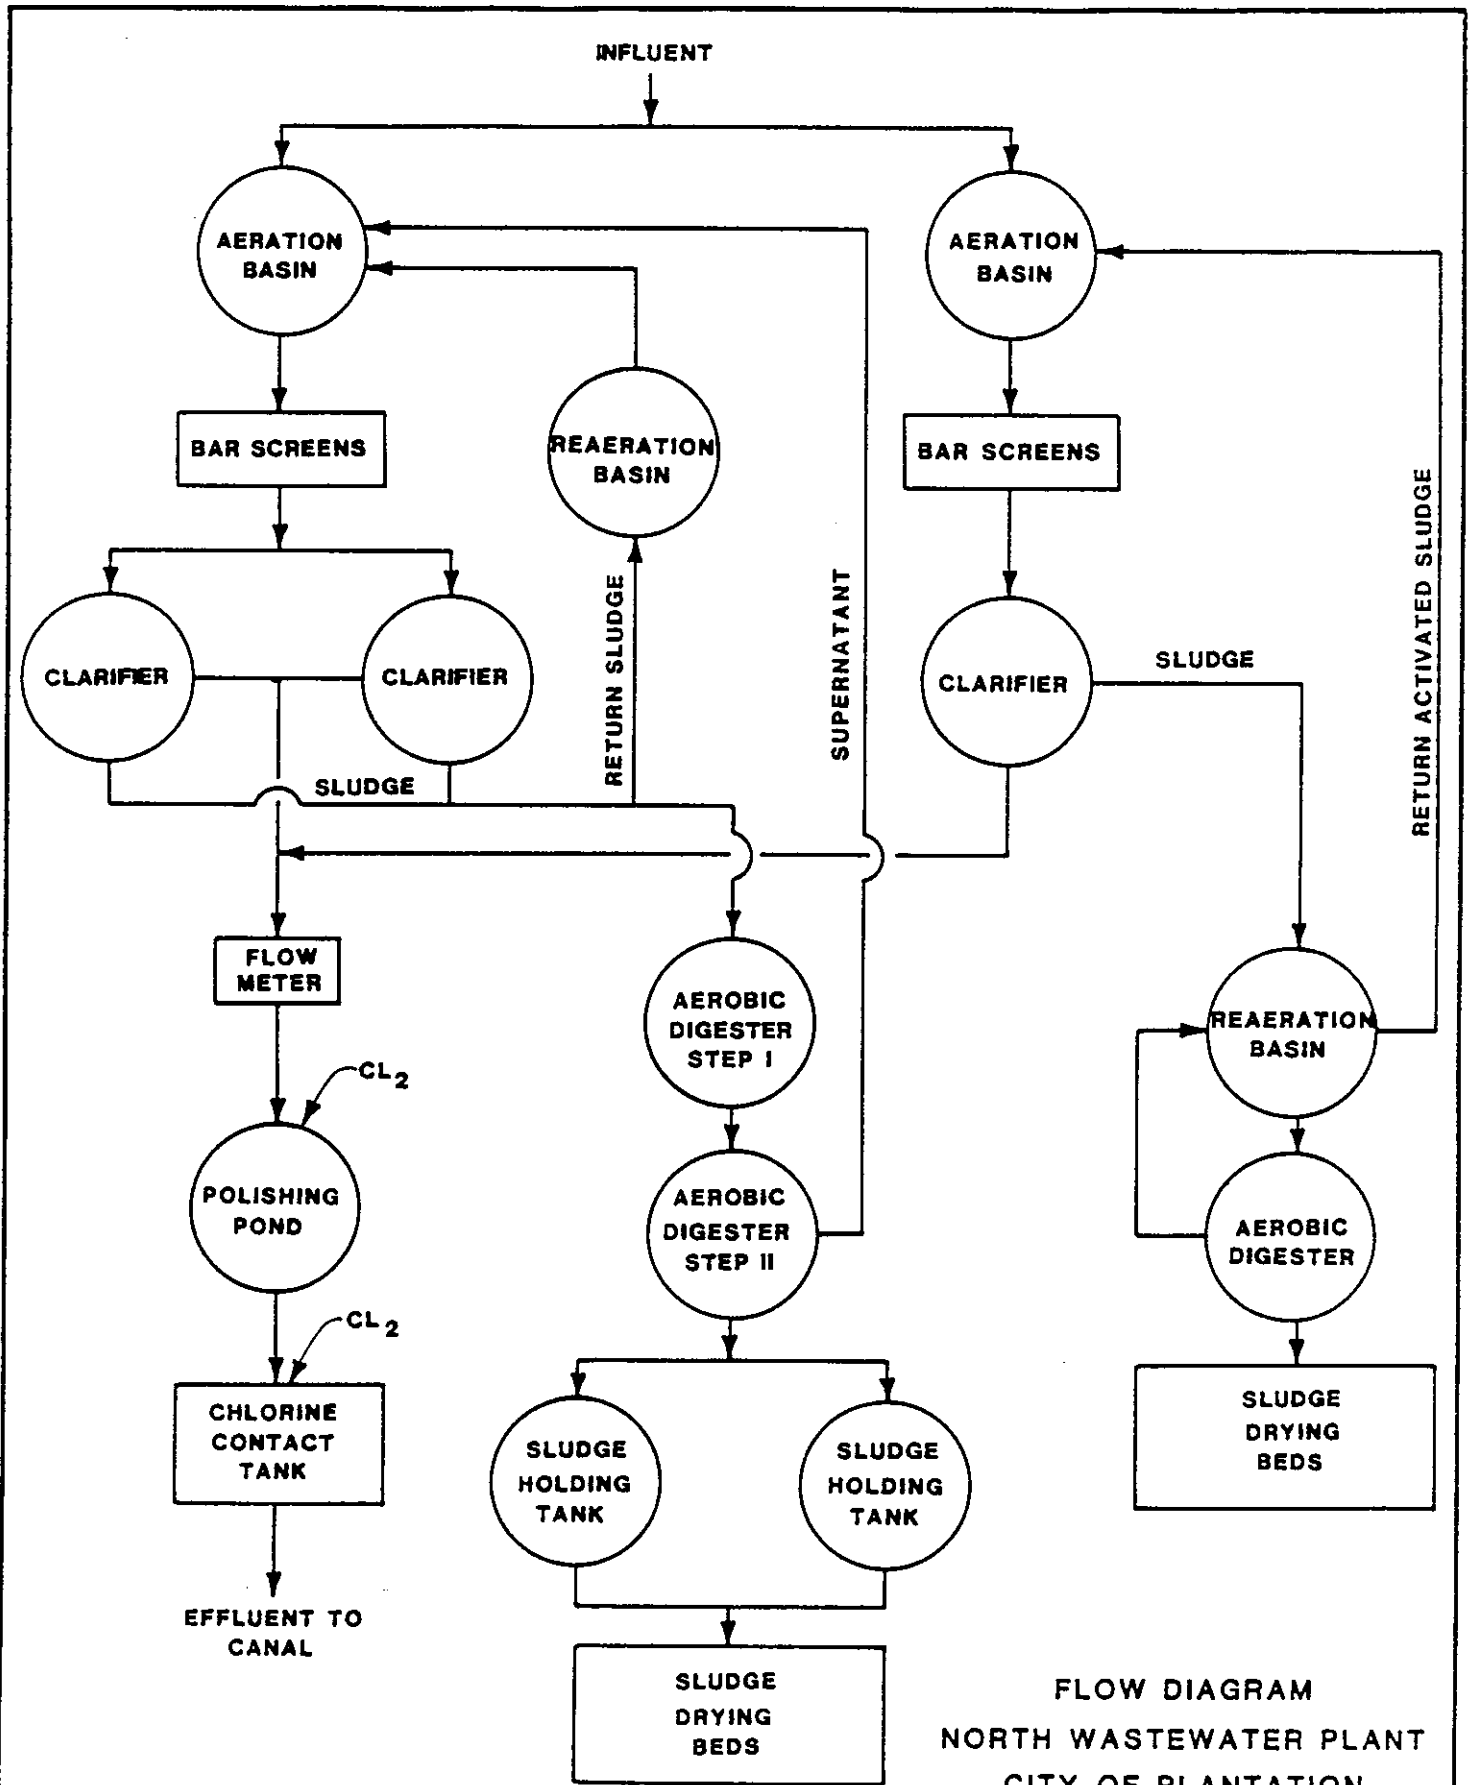 INFLUENT
AERATION
BASIN
AERATION
BASIN
BAR SCREENS
REAERATION
BASIN
BAR SCREENS
RETURN ACTIVATED SLUDGE
CLARIFIER
CLARIFIER
RETURN SLUDGE
SUPERNATANT
CLARIFIER
SLUDGE
SLUDGE
FLOW
METER
AEROBIC
DIGESTER
STEP I
REAERATION
BASIN
CL2
POLISHING
POND
AEROBIC
DIGESTER
STEP II
AEROBIC
DIGESTER
CL2
CHLORINE
CONTACT
TANK
SLUDGE
HOLDING
TANK
SLUDGE
HOLDING
TANK
SLUDGE
DRYING
BEDS
EFFLUENT TO
CANAL
SLUDGE
DRYING
BEDS
FLOW DIAGRAM
NORTH WASTEWATER PLANT
CITY OF PLANTATION